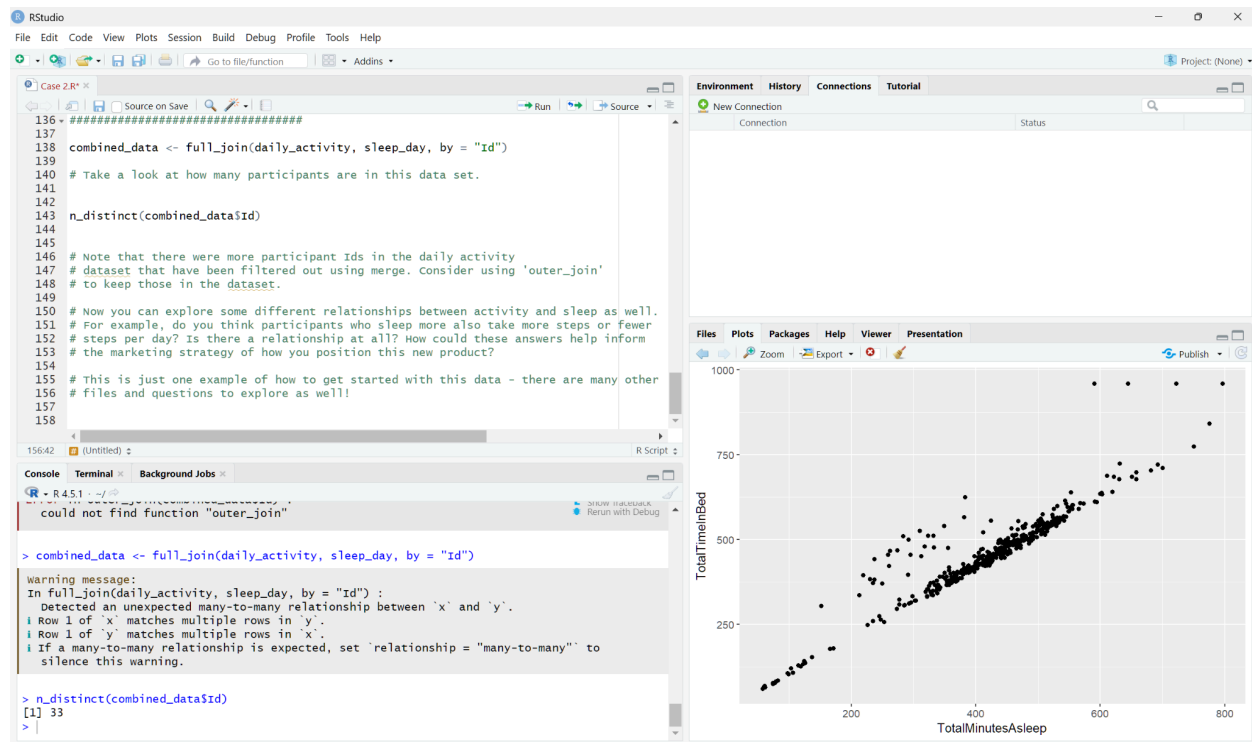 RStudio
File Edit Code View Plots Session Build Debug Profile Tools Help
Go to file/function Addins Project: (None)
Case 2.R*
Source on Save Run Source
136 ##################################
137
138 combined_data <- full_join(daily_activity, sleep_day, by = "Id")
139
140 # Take a look at how many participants are in this data set.
141
142
143 n_distinct(combined_data$Id)
144
145
146 # Note that there were more participant Ids in the daily activity
147 # dataset that have been filtered out using merge. Consider using 'outer_join'
148 # to keep those in the dataset.
149
150 # Now you can explore some different relationships between activity and sleep as well.
151 # For example, do you think participants who sleep more also take more steps or fewer
152 # steps per day? Is there a relationship at all? How could these answers help inform
153 # the marketing strategy of how you position this new product?
154
155 # This is just one example of how to get started with this data - there are many other
156 # files and questions to explore as well!
157
158
156:42 (Untitled) R Script
Console Terminal Background Jobs
R 4.5.1 · ~/
Error in outer_join(combined_data$Id) : Show Traceback
could not find function "outer_join" Rerun with Debug
> combined_data <- full_join(daily_activity, sleep_day, by = "Id")
Warning message:
In full_join(daily_activity, sleep_day, by = "Id") :
Detected an unexpected many-to-many relationship between `x` and `y`.
i Row 1 of `x` matches multiple rows in `y`.
i Row 1 of `y` matches multiple rows in `x`.
i If a many-to-many relationship is expected, set `relationship = "many-to-many"` to
silence this warning.
> n_distinct(combined_data$Id)
[1] 33
>
Environment History Connections Tutorial
New Connection
Connection Status
Files Plots Packages Help Viewer Presentation
Zoom Export Publish
1000
750
500
250
TotalTimeInBed
200 400 600 800
TotalMinutesAsleep